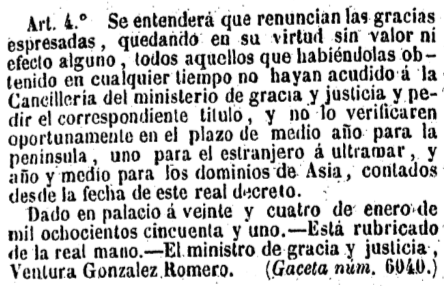 Art. 4.º Se entenderá que renuncian las gracias
espresadas, quedando en su virtud sin valor ni
efecto alguno, todos aquellos que habiéndolas ob-
tenido en cualquier tiempo no hayan acudido á la
Cancillería del ministerio de gracia y justicia y pe-
dir el correspondiente título, y no lo verificaren
oportunamente en el plazo de medio año para la
península, uno para el estranjero á ultramar, y
año y medio para los dominios de Asia, contados
desde la fecha de este real decreto.
Dado en palacio á veinte y cuatro de enero de
mil ochocientos cincuenta y uno.—Está rubricado
de la real mano.—El ministro de gracia y justicia,
Ventura Gonzalez Romero. (Gaceta núm. 6040.)